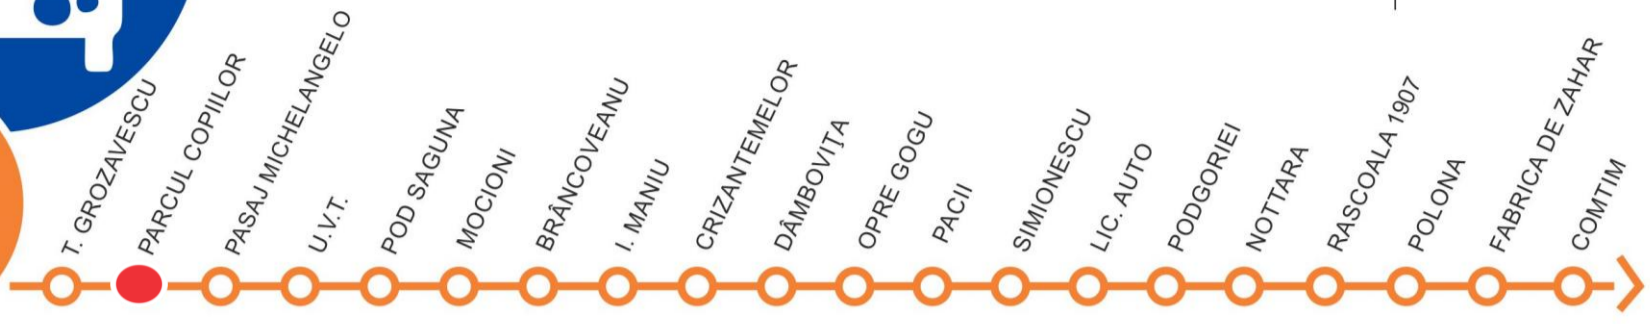 T. GROZAVESCU
PARCUL COPIILOR
PASAJ MICHELANGELO
U.V.T.
POD SAGUNA
MOCIONI
BRÂNCOVEANU
I. MANIU
CRIZANTEMELOR
DÂMBOVIŢA
OPRE GOGU
PACII
SIMIONESCU
LIC. AUTO
PODGORIEI
NOTTARA
RASCOALA 1907
POLONA
FABRICA DE ZAHAR
COMTIM